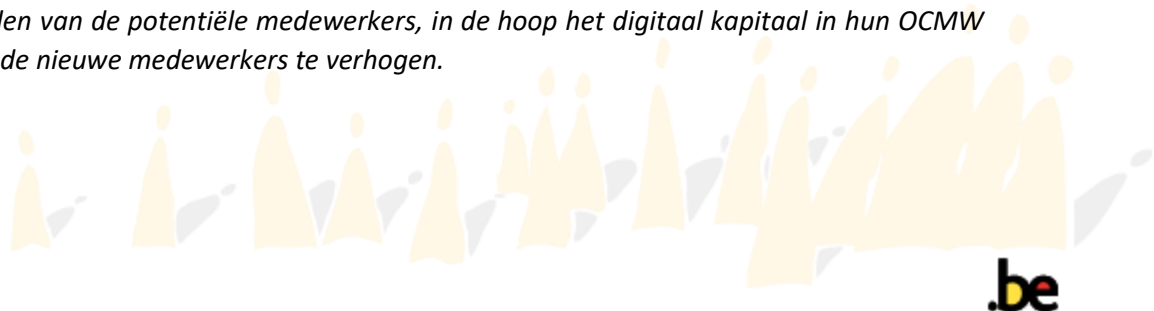 len van de potentiële medewerkers, in de hoop het digitaal kapitaal in hun OCMW
de nieuwe medewerkers te verhogen.
.be